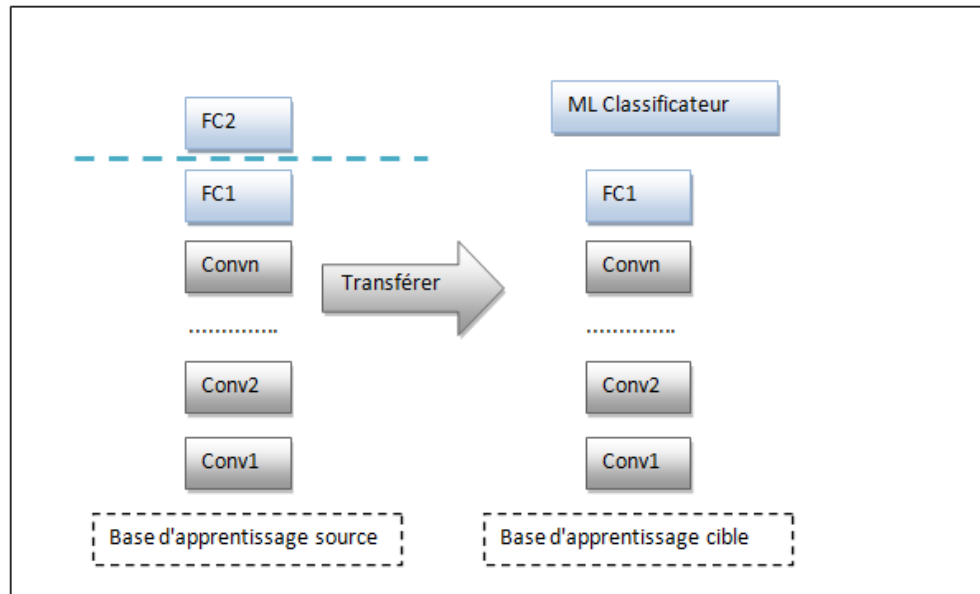 FC2
FC1
Convn
..............
Conv2
Conv1
Base d'apprentissage source
Transférer
ML Classificateur
FC1
Convn
..............
Conv2
Conv1
Base d'apprentissage cible